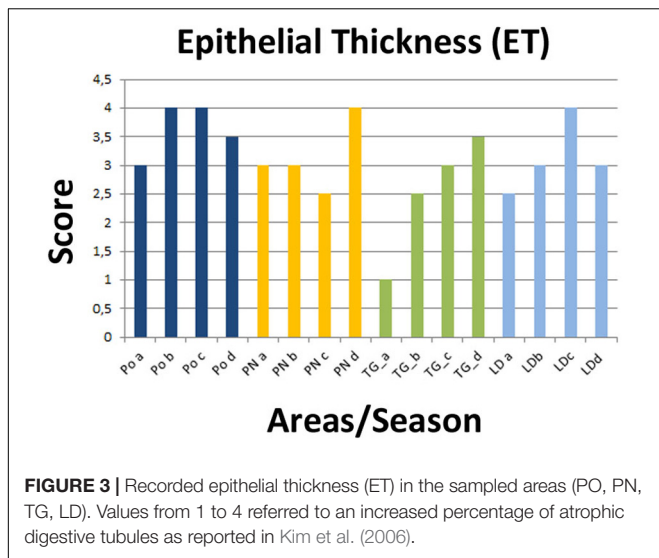 Epithelial Thickness (ET)
4,5
4
3,5
3
2,5
2
1,5
1
0,5
0
Score
Po a
Po b
Po c
Po d
PN a
PN b
PN c
PN d
TG_a
TG_b
TG_c
TG_d
LD a
LDb
LDc
LDd
Areas/Season
FIGURE 3 | Recorded epithelial thickness (ET) in the sampled areas (PO, PN,
TG, LD). Values from 1 to 4 referred to an increased percentage of atrophic
digestive tubules as reported in Kim et al. (2006).